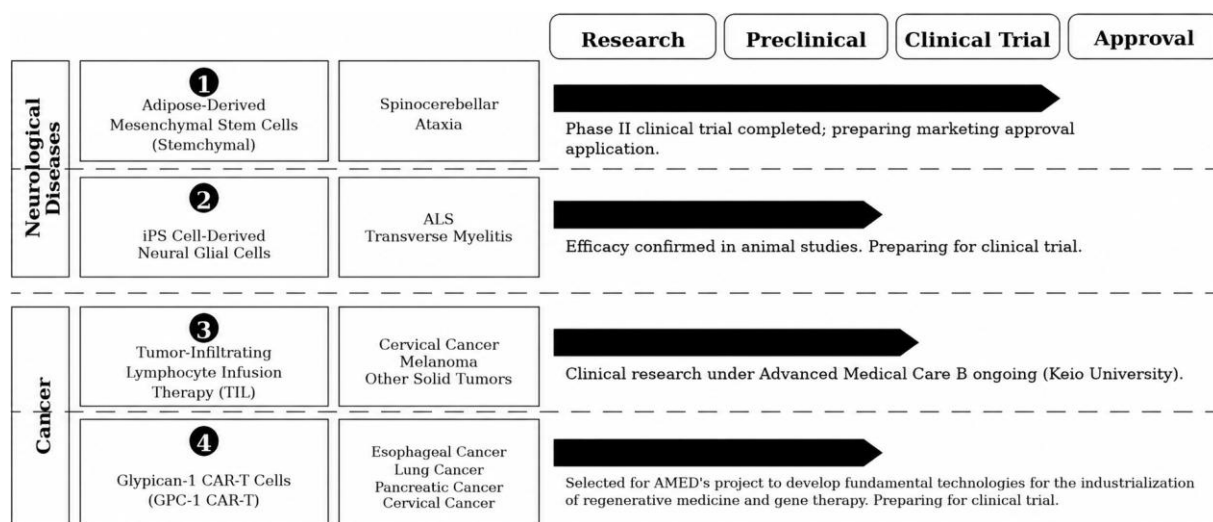 Research
Preclinical
Clinical Trial
Approval
Neurological
Diseases
1
Adipose-Derived
Mesenchymal Stem Cells
(Stemchymal)
Spinocerebellar
Ataxia
Phase II clinical trial completed; preparing marketing approval
application.
2
iPS Cell-Derived
Neural Glial Cells
ALS
Transverse Myelitis
Efficacy confirmed in animal studies. Preparing for clinical trial.
Cancer
3
Tumor-Infiltrating
Lymphocyte Infusion
Therapy (TIL)
Cervical Cancer
Melanoma
Other Solid Tumors
Clinical research under Advanced Medical Care B ongoing (Keio University).
4
Glypican-1 CAR-T Cells
(GPC-1 CAR-T)
Esophageal Cancer
Lung Cancer
Pancreatic Cancer
Cervical Cancer
Selected for AMED's project to develop fundamental technologies for the industrialization
of regenerative medicine and gene therapy. Preparing for clinical trial.